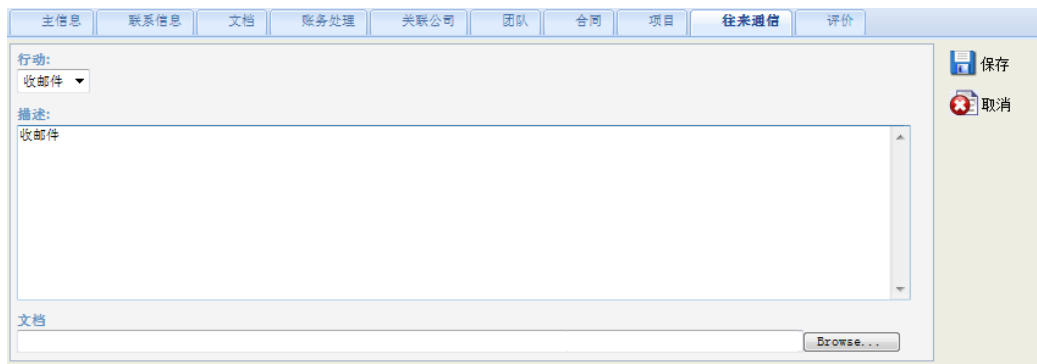 主信息 联系信息 文档 账务处理 关联公司 团队 合同 项目 往来通信 评价
行动:
收邮件
保存
取消
描述:
收邮件
文档
Browse...